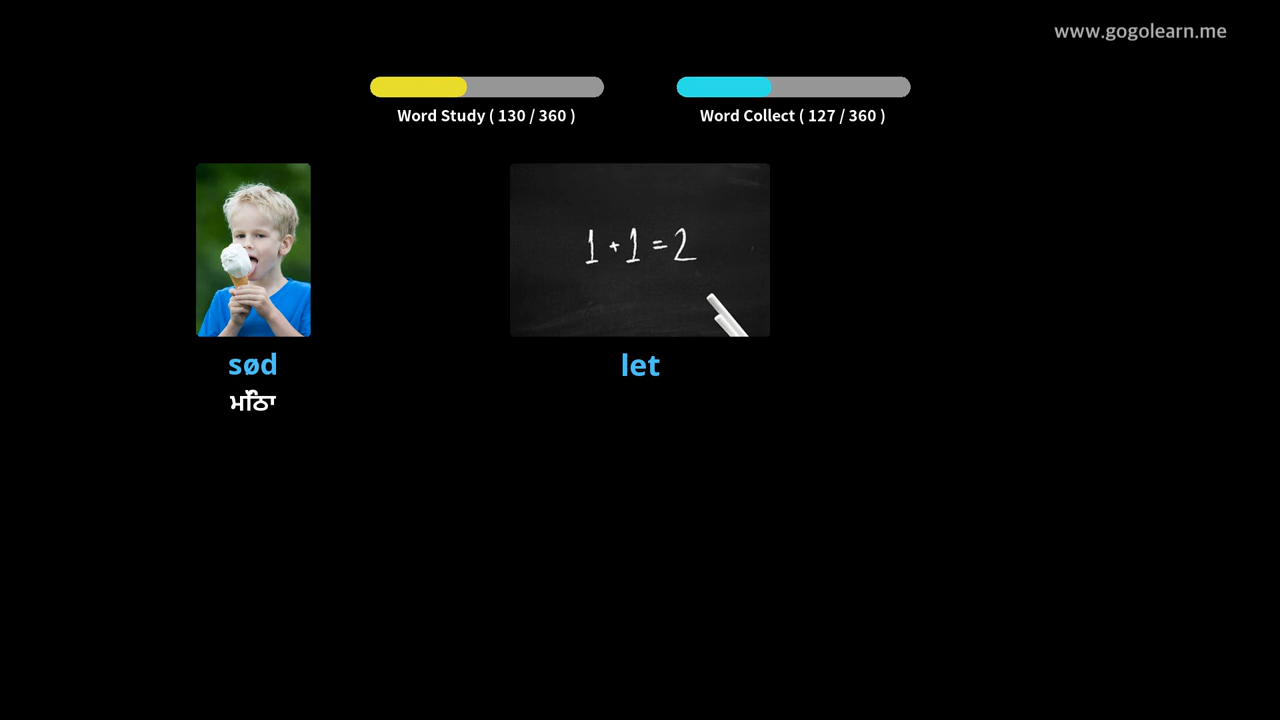 www.gogolearn.me
Word Study ( 130 / 360 )
Word Collect ( 127 / 360 )
1 + 1 = 2
sød
let
ਮਿੱਠਾ